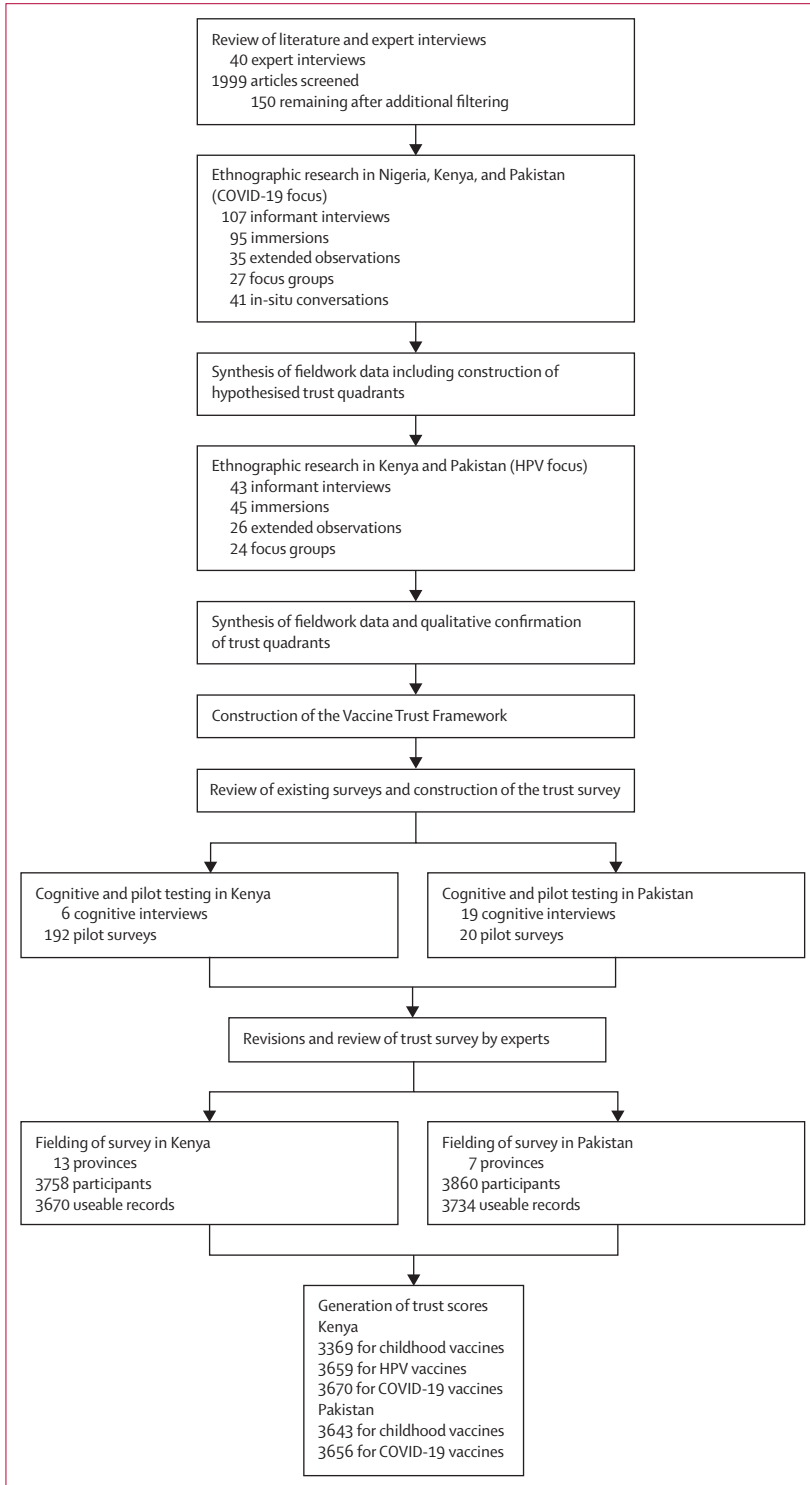 Review of literature and expert interviews
40 expert interviews
1999 articles screened
150 remaining after additional filtering
Ethnographic research in Nigeria, Kenya, and Pakistan
(COVID-19 focus)
107 informant interviews
95 immersions
35 extended observations
27 focus groups
41 in-situ conversations
Synthesis of fieldwork data including construction of
hypothesised trust quadrants
Ethnographic research in Kenya and Pakistan (HPV focus)
43 informant interviews
45 immersions
26 extended observations
24 focus groups
Synthesis of fieldwork data and qualitative confirmation
of trust quadrants
Construction of the Vaccine Trust Framework
Review of existing surveys and construction of the trust survey
Cognitive and pilot testing in Kenya
6 cognitive interviews
192 pilot surveys
Cognitive and pilot testing in Pakistan
19 cognitive interviews
20 pilot surveys
Revisions and review of trust survey by experts
Fielding of survey in Kenya
13 provinces
3758 participants
3670 useable records
Fielding of survey in Pakistan
7 provinces
3860 participants
3734 useable records
Generation of trust scores
Kenya
3369 for childhood vaccines
3659 for HPV vaccines
3670 for COVID-19 vaccines
Pakistan
3643 for childhood vaccines
3656 for COVID-19 vaccines